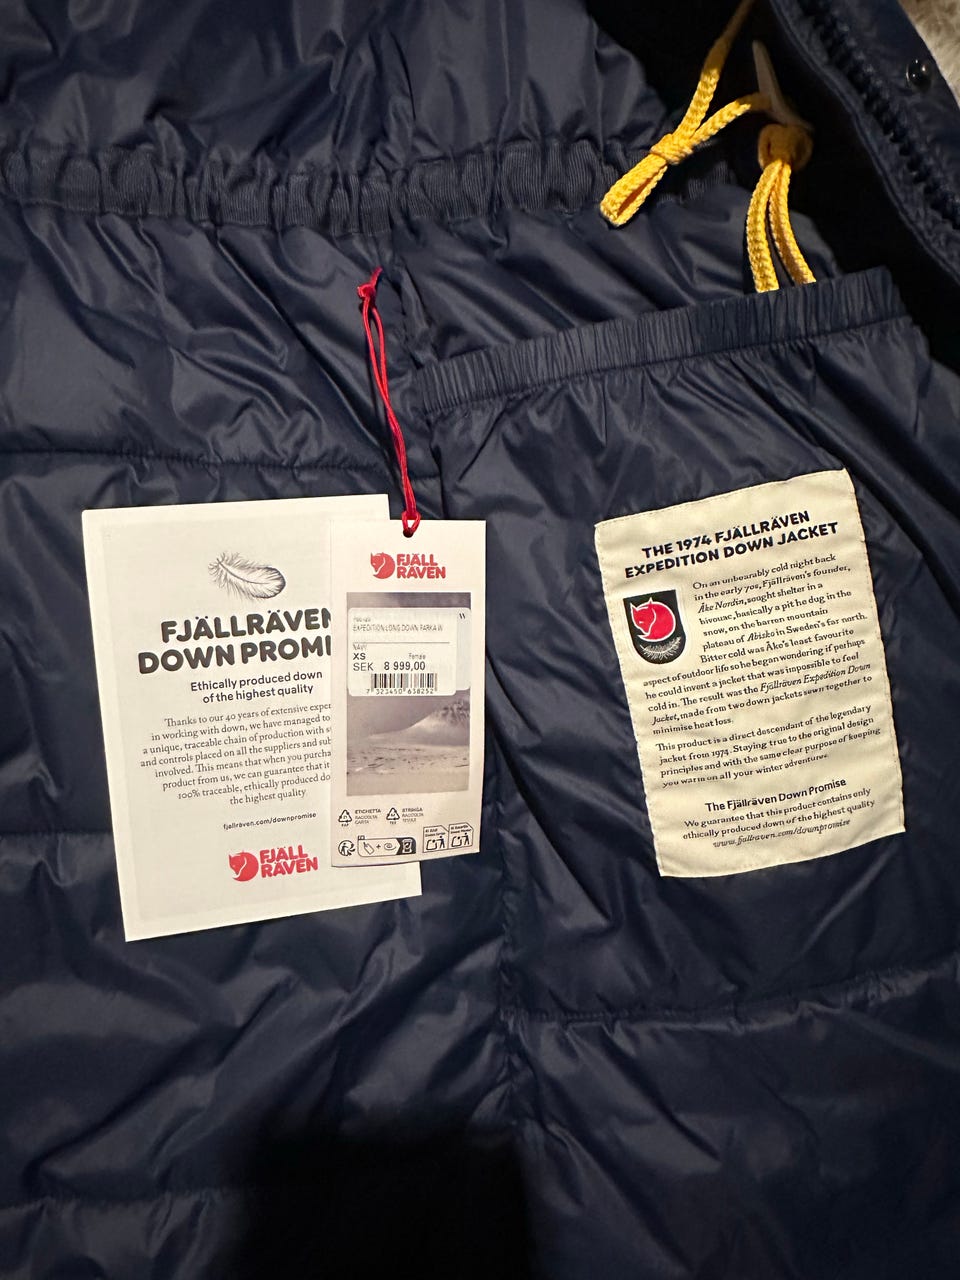 FJÄLLRÄVEN
DOWN PROMI
Ethically produced down
of the highest quality
Thanks to our 40 years of extensive exper
in working with down, we have managed to
a unique, traceable chain of production with st
and controls placed on all the suppliers and sub
involved. This means that when you purcha
product from us, we can guarantee that it
100% traceable, ethically produced do
the highest quality
fjallraven.com/downpromise
FJÄLL
RÄVEN
FJÄLL
RÄVEN
EXPEDITION LONG DOWN PARKA W
NAVY
XS Female
SEK 8 999,00
7 323450 638252
ETICHETTA
RACCOLTA
CARTA
STRINGA
RACCOLTA
TESSILE
THE 1974 FJÄLLRÄVEN
EXPEDITION DOWN JACKET
On an unbearably cold night back
in the early 70s, Fjällräven's founder,
Åke Nordin, sought shelter in a
bivouac, basically a pit he dug in the
snow, on the barren mountain
plateau of Abisko in Sweden's far north.
Bitter cold was Åke's least favourite
aspect of outdoor life so he began wondering if perhaps
he could invent a jacket that was impossible to feel
cold in. The result was the Fjällräven Expedition Down
Jacket, made from two down jackets sewn together to
minimise heat loss.
This product is a direct descendant of the legendary
jacket from 1974. Staying true to the original design
principles and with the same clear purpose of keeping
you warm on all your winter adventures.
The Fjällräven Down Promise
We guarantee that this product contains only
ethically produced down of the highest quality
www.fjallraven.com/downpromise